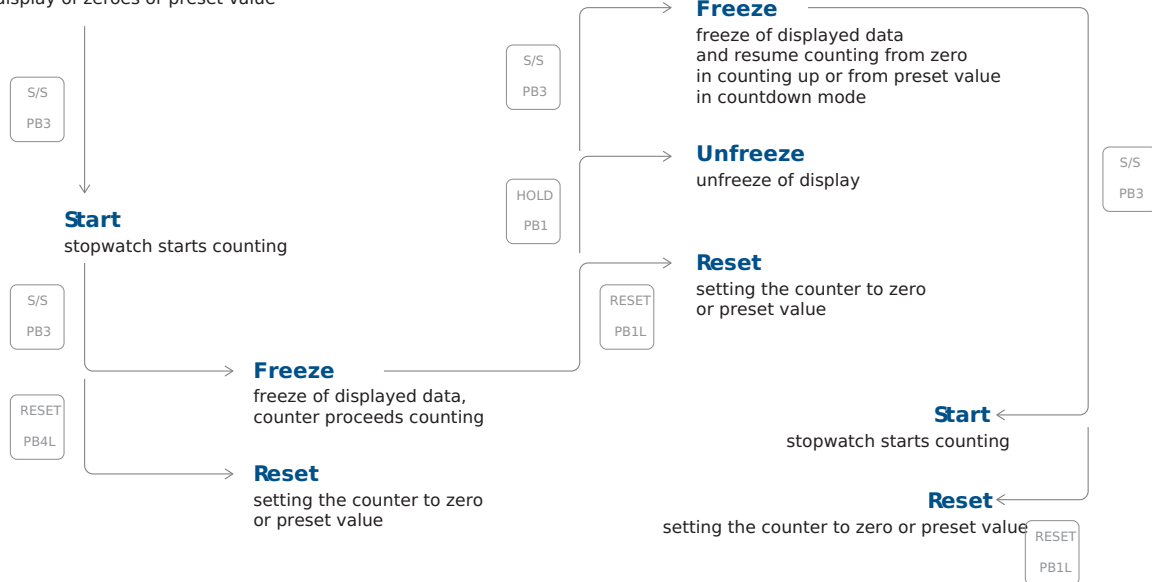 display of zeroes or preset value
S/S
PB3
Start
stopwatch starts counting
S/S
PB3
RESET
PB4L
Freeze
freeze of displayed data,
counter proceeds counting
Reset
setting the counter to zero
or preset value
S/S
PB3
HOLD
PB1
RESET
PB1L
Freeze
freeze of displayed data
and resume counting from zero
in counting up or from preset value
in countdown mode
Unfreeze
unfreeze of display
Reset
setting the counter to zero
or preset value
S/S
PB3
Start
stopwatch starts counting
Reset
setting the counter to zero or preset value
RESET
PB1L